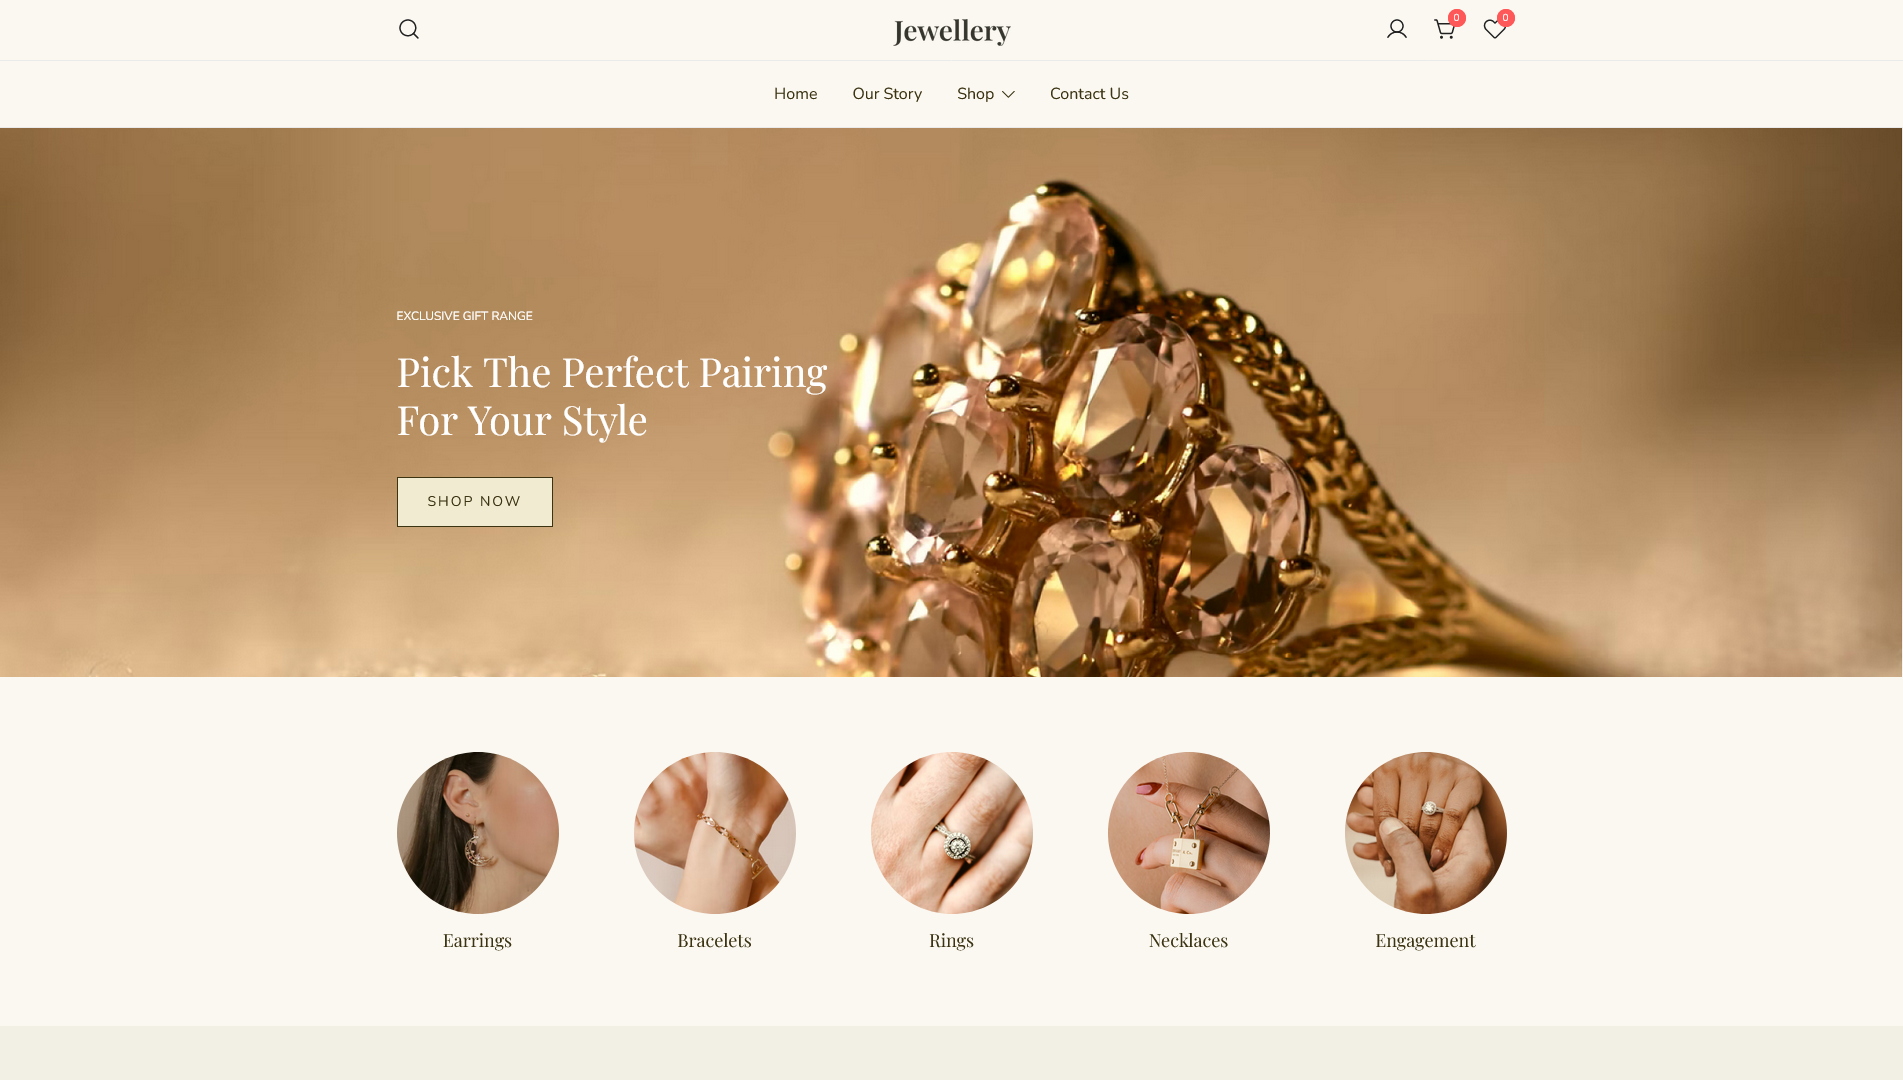 Jewellery
0
0
Home
Our Story
Shop
Contact Us
EXCLUSIVE GIFT RANGE
Pick The Perfect Pairing
For Your Style
SHOP NOW
Earrings
Bracelets
Rings
Necklaces
Engagement